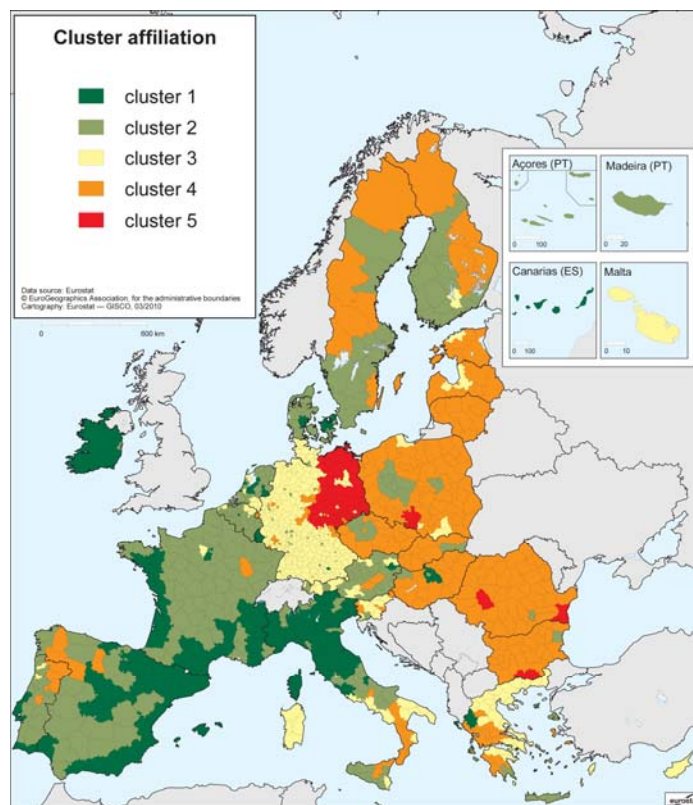 Cluster affiliation
cluster 1
cluster 2
cluster 3
cluster 4
cluster 5
Data source: Eurostat
© EuroGeographics Association, for the administrative boundaries
Cartography: Eurostat — GISCO, 03/2010
0 600 km
Açores (PT)
0 100
Madeira (PT)
0 20
Canarias (ES)
0 100
Malta
0 10